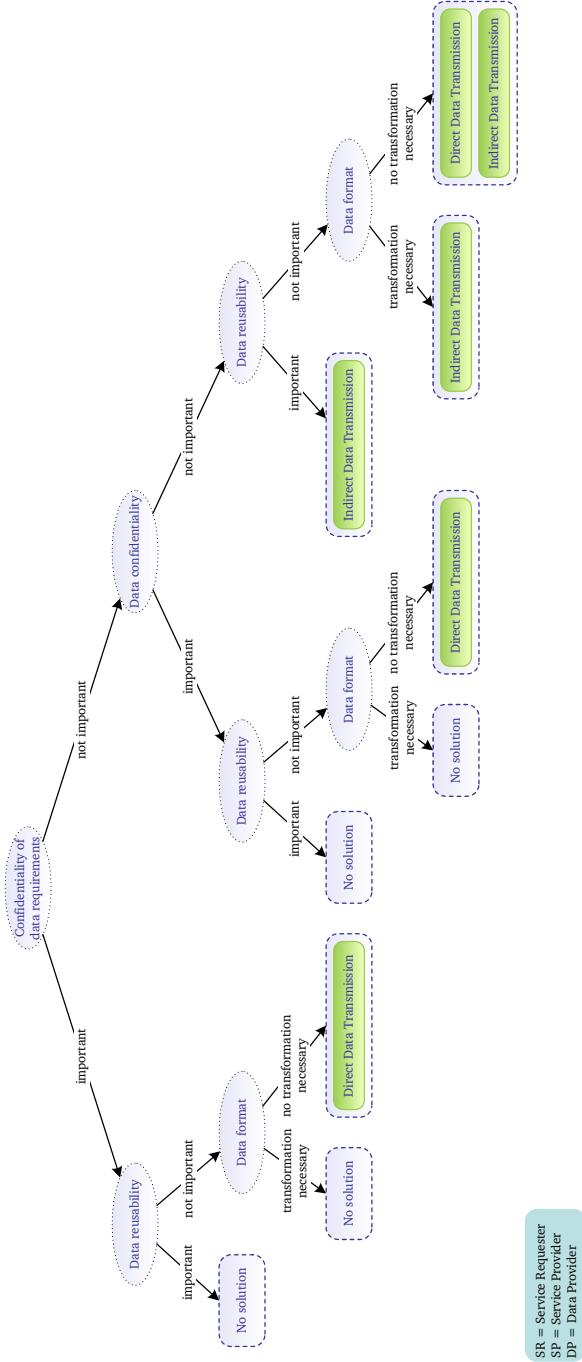 Confidentiality of
data requirements
important
not important
Data reusability
Data confidentiality
important
not important
important
not important
No solution
Data format
Data reusability
Data reusability
transformation
necessary
no transformation
necessary
important
not important
important
not important
No solution
Direct Data Transmission
No solution
Data format
Indirect Data Transmission
Data format
transformation
necessary
no transformation
necessary
transformation
necessary
no transformation
necessary
No solution
Direct Data Transmission
Indirect Data Transmission
Direct Data Transmission
Indirect Data Transmission
SR = Service Requester
SP = Service Provider
DP = Data Provider